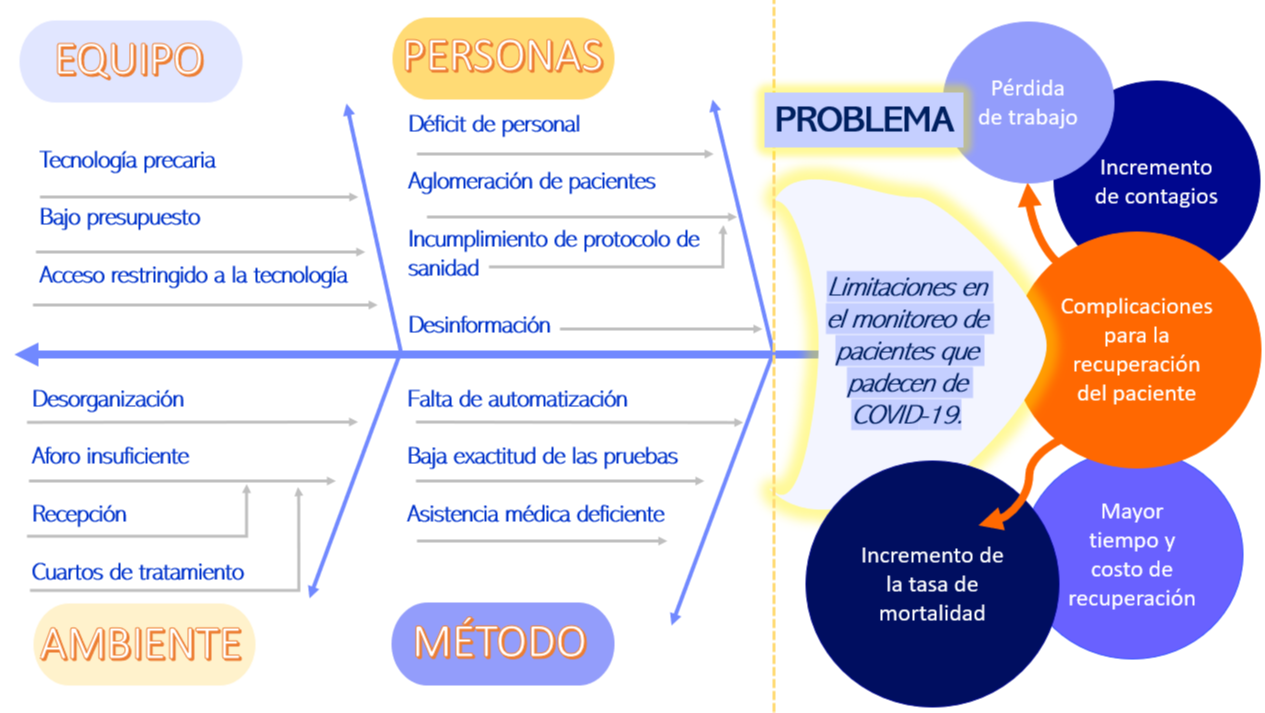 EQUIPO
Tecnología precaria
Bajo presupuesto
Acceso restringido a la tecnología
PERSONAS
Déficit de personal
Aglomeración de pacientes
Incumplimiento de protocolo de
sanidad
Desinformación
Desorganización
Aforo insuficiente
Recepción
Cuartos de tratamiento
AMBIENTE
Falta de automatización
Baja exactitud de las pruebas
Asistencia médica deficiente
MÉTODO
PROBLEMA
Limitaciones en
el monitoreo de
pacientes que
padecen de
COVID-19.
Pérdida
de trabajo
Incremento
de contagios
Complicaciones
para la
recuperación
del paciente
Mayor
tiempo y
costo de
recuperación
Incremento de
la tasa de
mortalidad